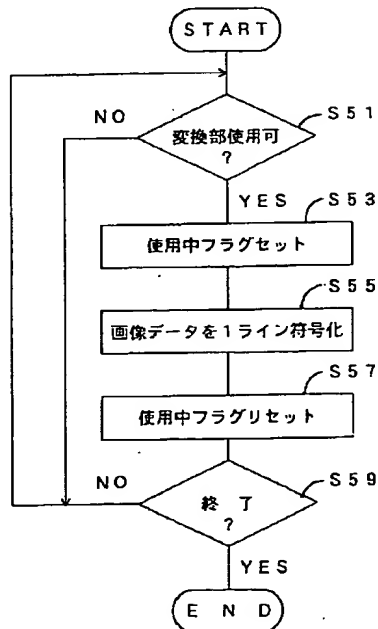 START
NO
変換部使用可
?
S51
YES
S53
使用中フラグセット
S55
画像データを1ライン符号化
S57
使用中フラグリセット
NO
S59
終 了
?
YES
E N D